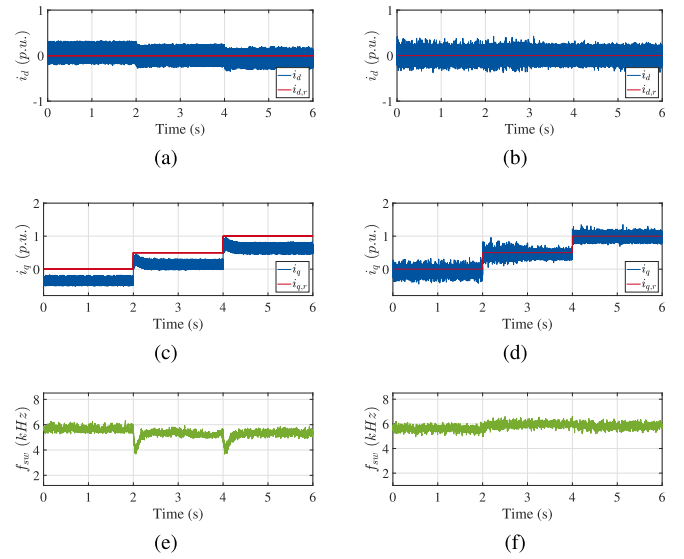 1
0
-1
i_d (p.u.)
0 1 2 3 4 5 6
Time (s)
i_d
i_{d,r}
(a)
1
0
-1
i_d (p.u.)
0 1 2 3 4 5 6
Time (s)
i_d
i_{d,r}
(b)
2
1
0
i_q (p.u.)
0 1 2 3 4 5 6
Time (s)
i_q
i_{q,r}
(c)
2
1
0
i_q (p.u.)
0 1 2 3 4 5 6
Time (s)
i_q
i_{q,r}
(d)
8
6
4
2
f_{sw} (kHz)
0 1 2 3 4 5 6
Time (s)
(e)
8
6
4
2
f_{sw} (kHz)
0 1 2 3 4 5 6
Time (s)
(f)